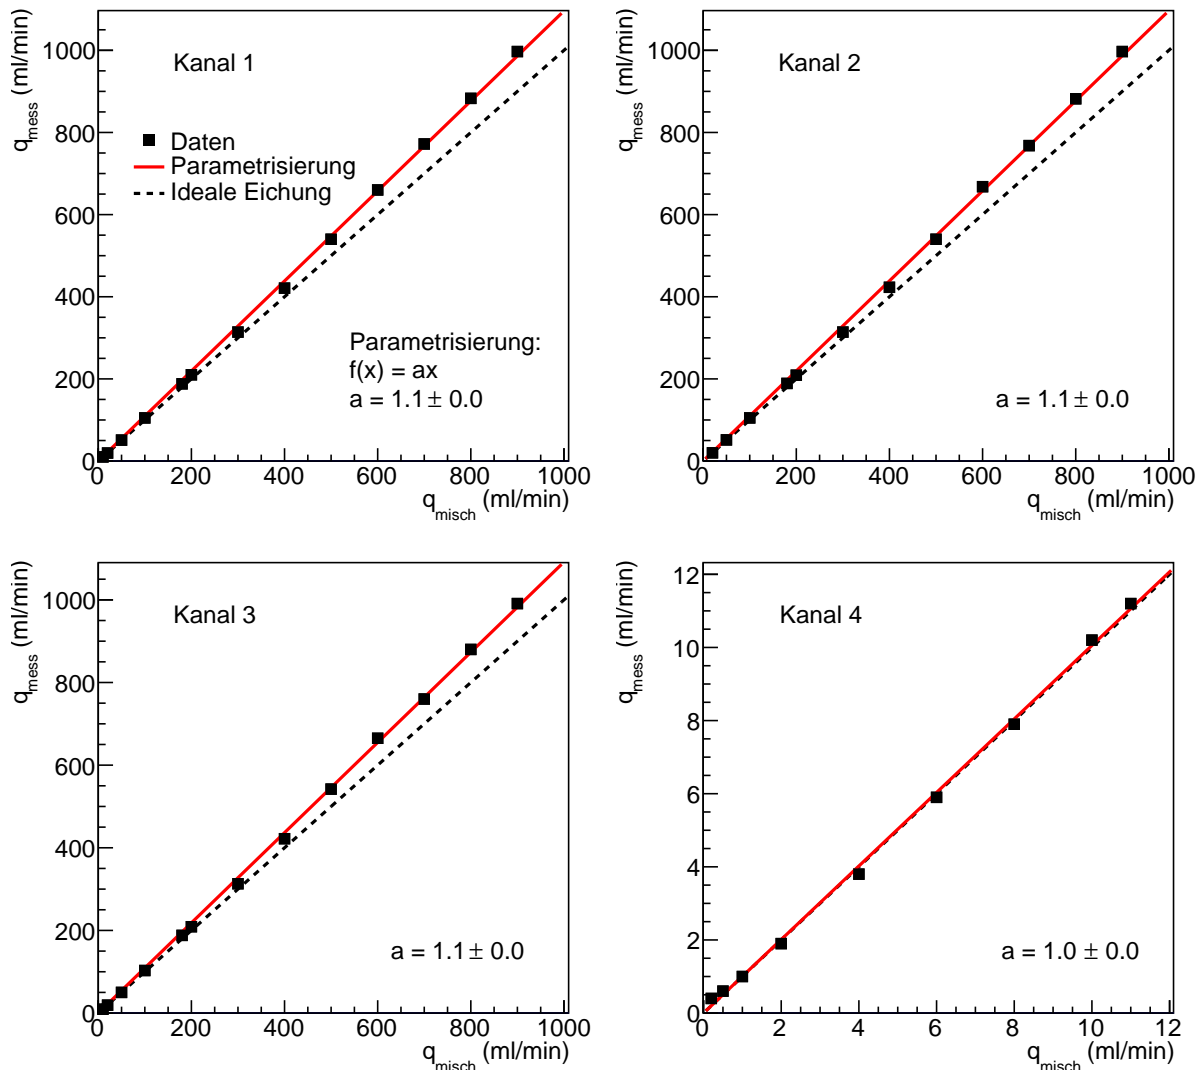 q_mess (ml/min)
1000
800
600
400
200
0
Kanal 1
Daten
Parametrisierung
Ideale Eichung
Parametrisierung:
f(x) = ax
a = 1.1 ± 0.0
0 200 400 600 800 1000
q_misch (ml/min)
q_mess (ml/min)
1000
800
600
400
200
0
Kanal 2
a = 1.1 ± 0.0
0 200 400 600 800 1000
q_misch (ml/min)
q_mess (ml/min)
1000
800
600
400
200
0
Kanal 3
a = 1.1 ± 0.0
0 200 400 600 800 1000
q_misch (ml/min)
q_mess (ml/min)
12
10
8
6
4
2
0
Kanal 4
a = 1.0 ± 0.0
0 2 4 6 8 10 12
q_misch (ml/min)